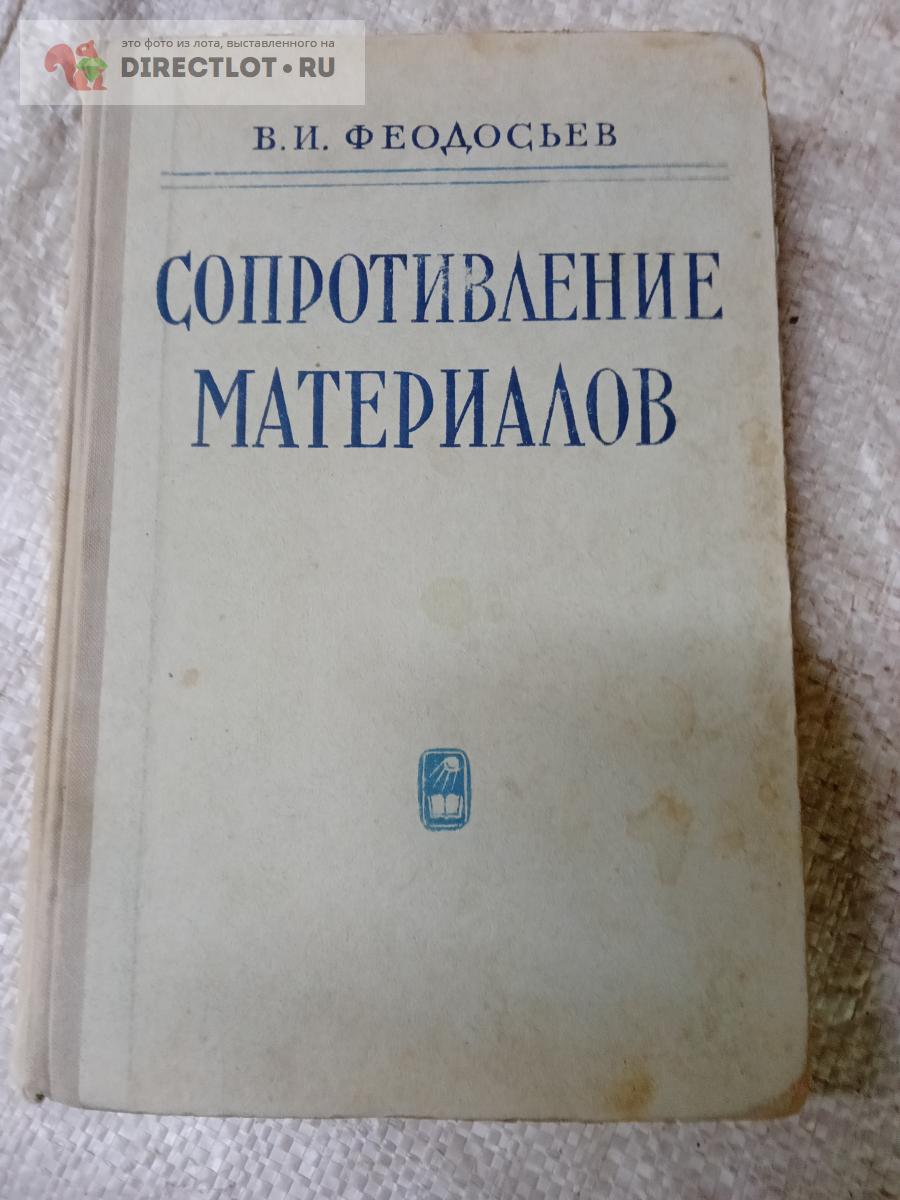 это фото из лота, выставленного на
DIRECTLOT•RU
В. И. ФЕОДОСЬЕВ
СОПРОТИВЛЕНИЕ
МАТЕРИАЛОВ